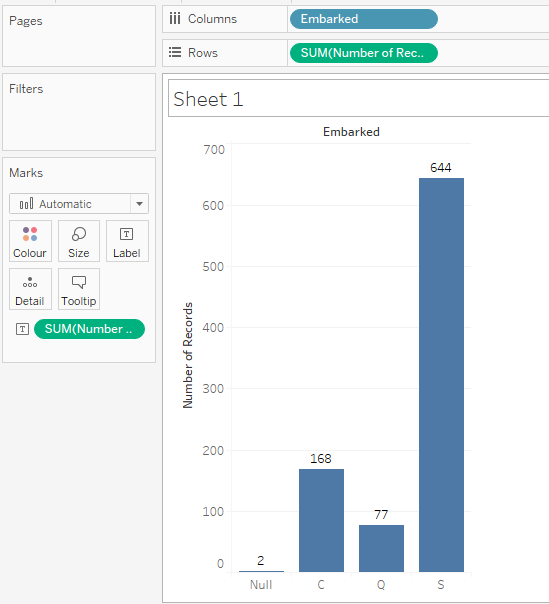 Pages
Columns
Embarked
Rows
SUM(Number of Rec..
Filters
Marks
Automatic
Colour
Size
Label
Detail
Tooltip
SUM(Number ..
Sheet 1
Embarked
Number of Records
700
600
500
400
300
200
100
0
2
168
77
644
Null
C
Q
S